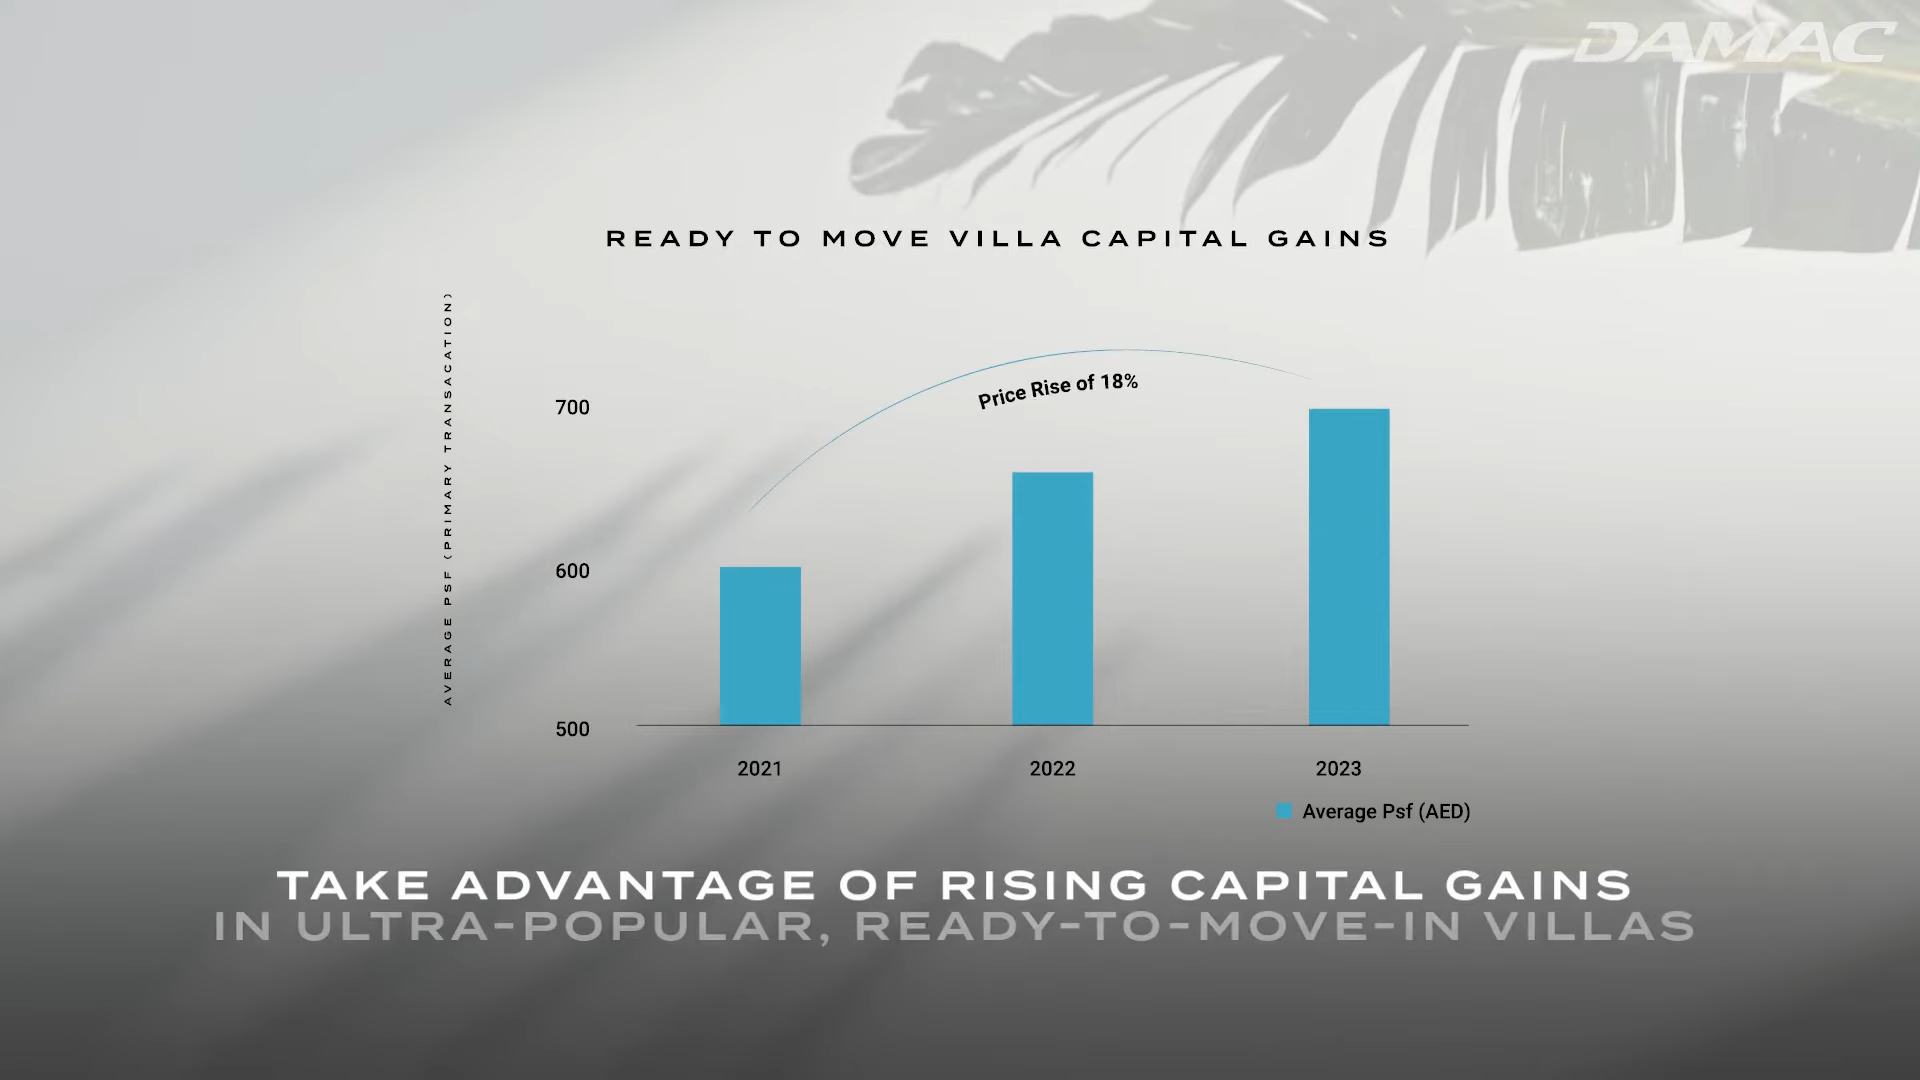 DAMAC
READY TO MOVE VILLA CAPITAL GAINS
AVERAGE PSF (PRIMARY TRANSACATION)
Price Rise of 18%
700
600
500
2021
2022
2023
Average Psf (AED)
TAKE ADVANTAGE OF RISING CAPITAL GAINS
IN ULTRA-POPULAR, READY-TO-MOVE-IN VILLAS